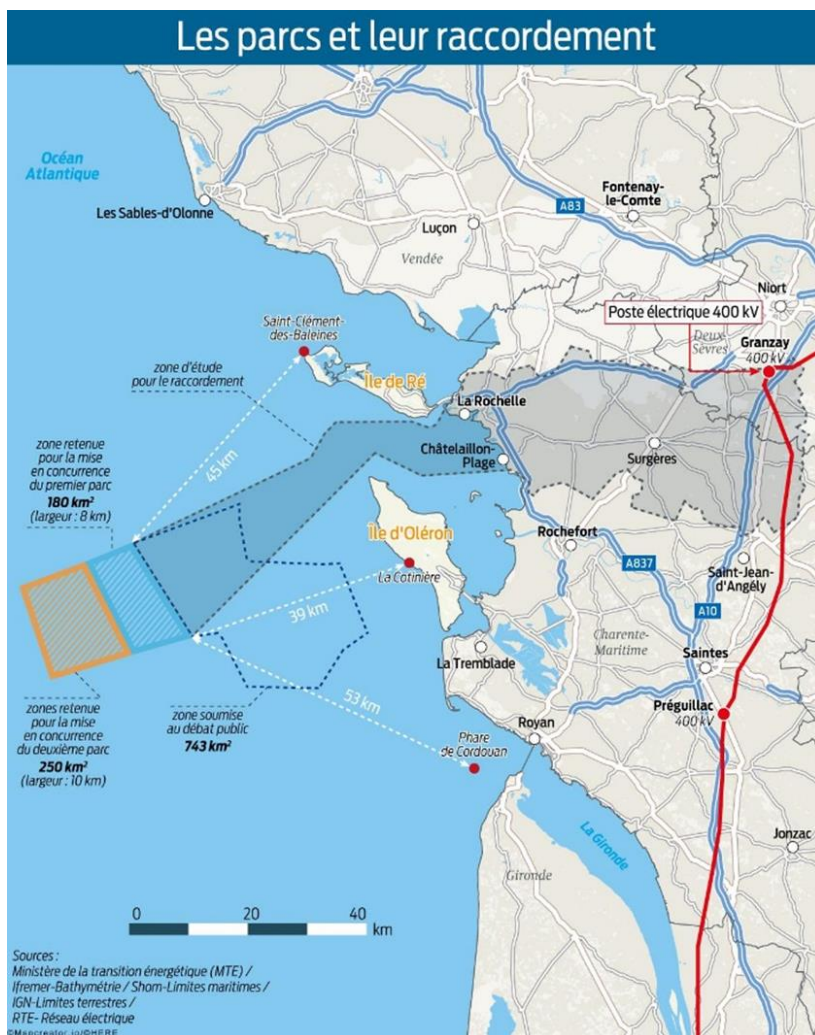 Les parcs et leur raccordement
Océan
Atlantique
Les Sables-d'Olonne
Luçon
Vendée
A83
Fontenay-
le-Comte
Niort
Poste électrique 400 kV
Deux-
Sèvres
Granzay
400 kV
Saint-Clément-
des-Baleines
zone d'étude
pour le raccordement
Île de Ré
La Rochelle
Châtelaillon-
Plage
Surgères
zone retenue
pour la mise
en concurrence
du premier parc
180 km²
(largeur : 8 km)
45 km
Île d'Oléron
La Cotinière
Rochefort
A837
Saint-Jean-
d'Angély
A10
39 km
Charente-
Maritime
La Tremblade
Saintes
53 km
Préguillac
400 kV
zones retenue
pour la mise
en concurrence
du deuxième parc
250 km²
(largeur : 10 km)
zone soumise
au débat public
743 km²
Phare
de Cordouan
Royan
La Gironde
Jonzac
Gironde
0 20 40
km
Sources :
Ministère de la transition énergétique (MTE) /
Ifremer-Bathymétrie / Shom-Limites maritimes /
IGN-Limites terrestres /
RTE- Réseau électrique
©Mapcreator.io/©HERE